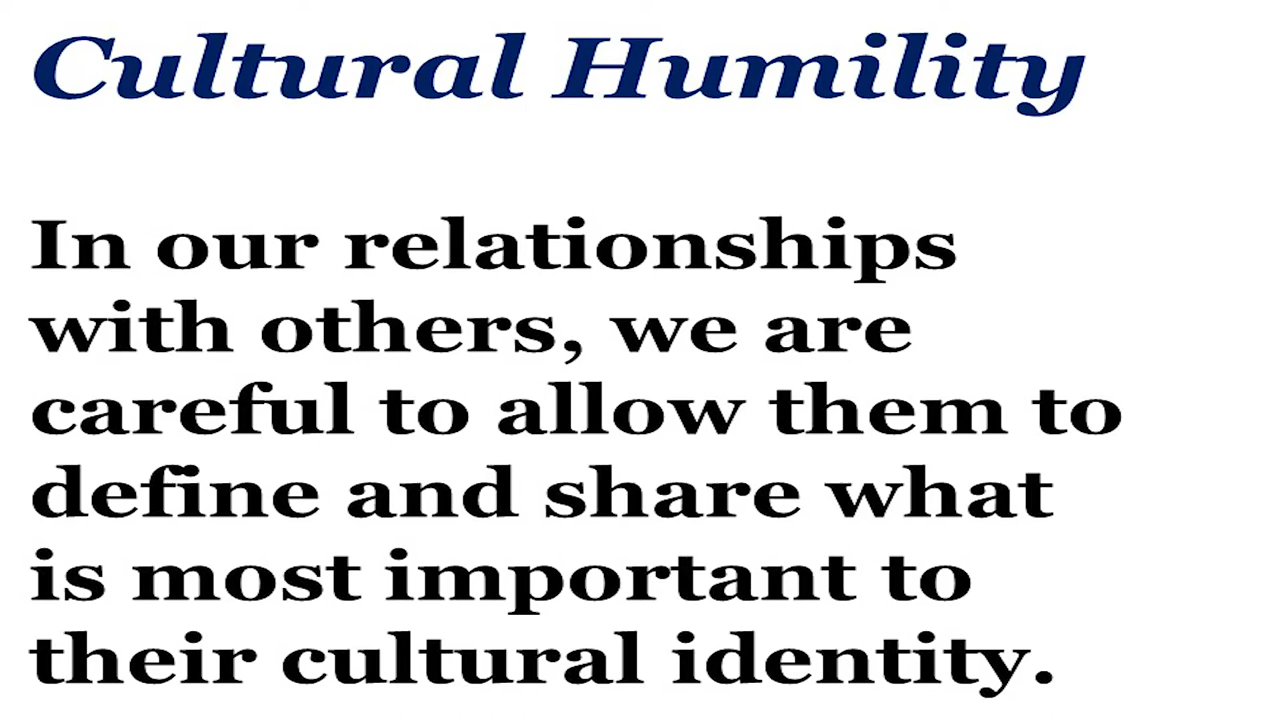 Cultural Humility
In our relationships
with others, we are
careful to allow them to
define and share what
is most important to
their cultural identity.